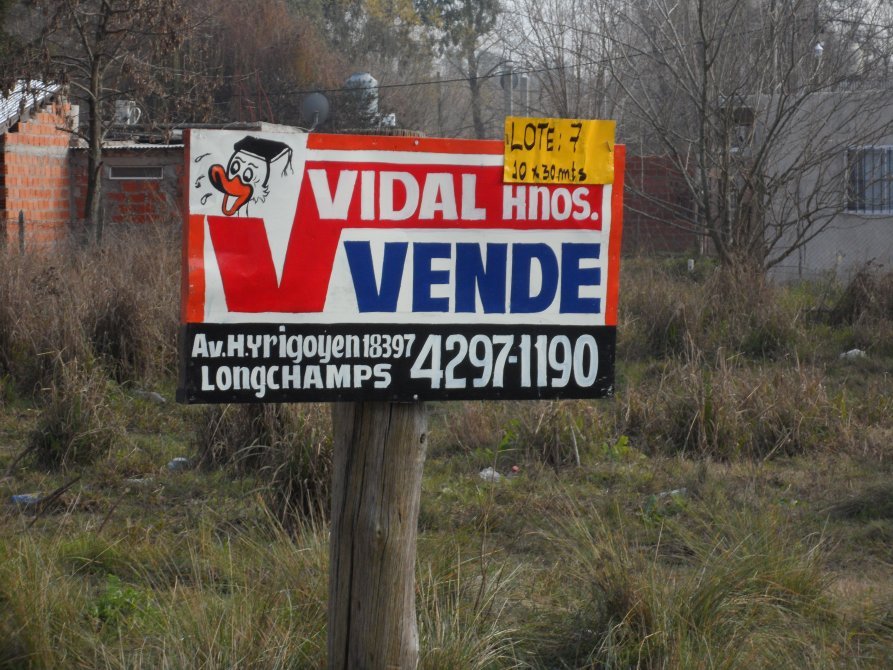 LOTE: 7
10 x 30 mts
VIDAL Hnos.
VENDE
Av.H.Yrigoyen 18397
LONGCHAMPS
4297-1190